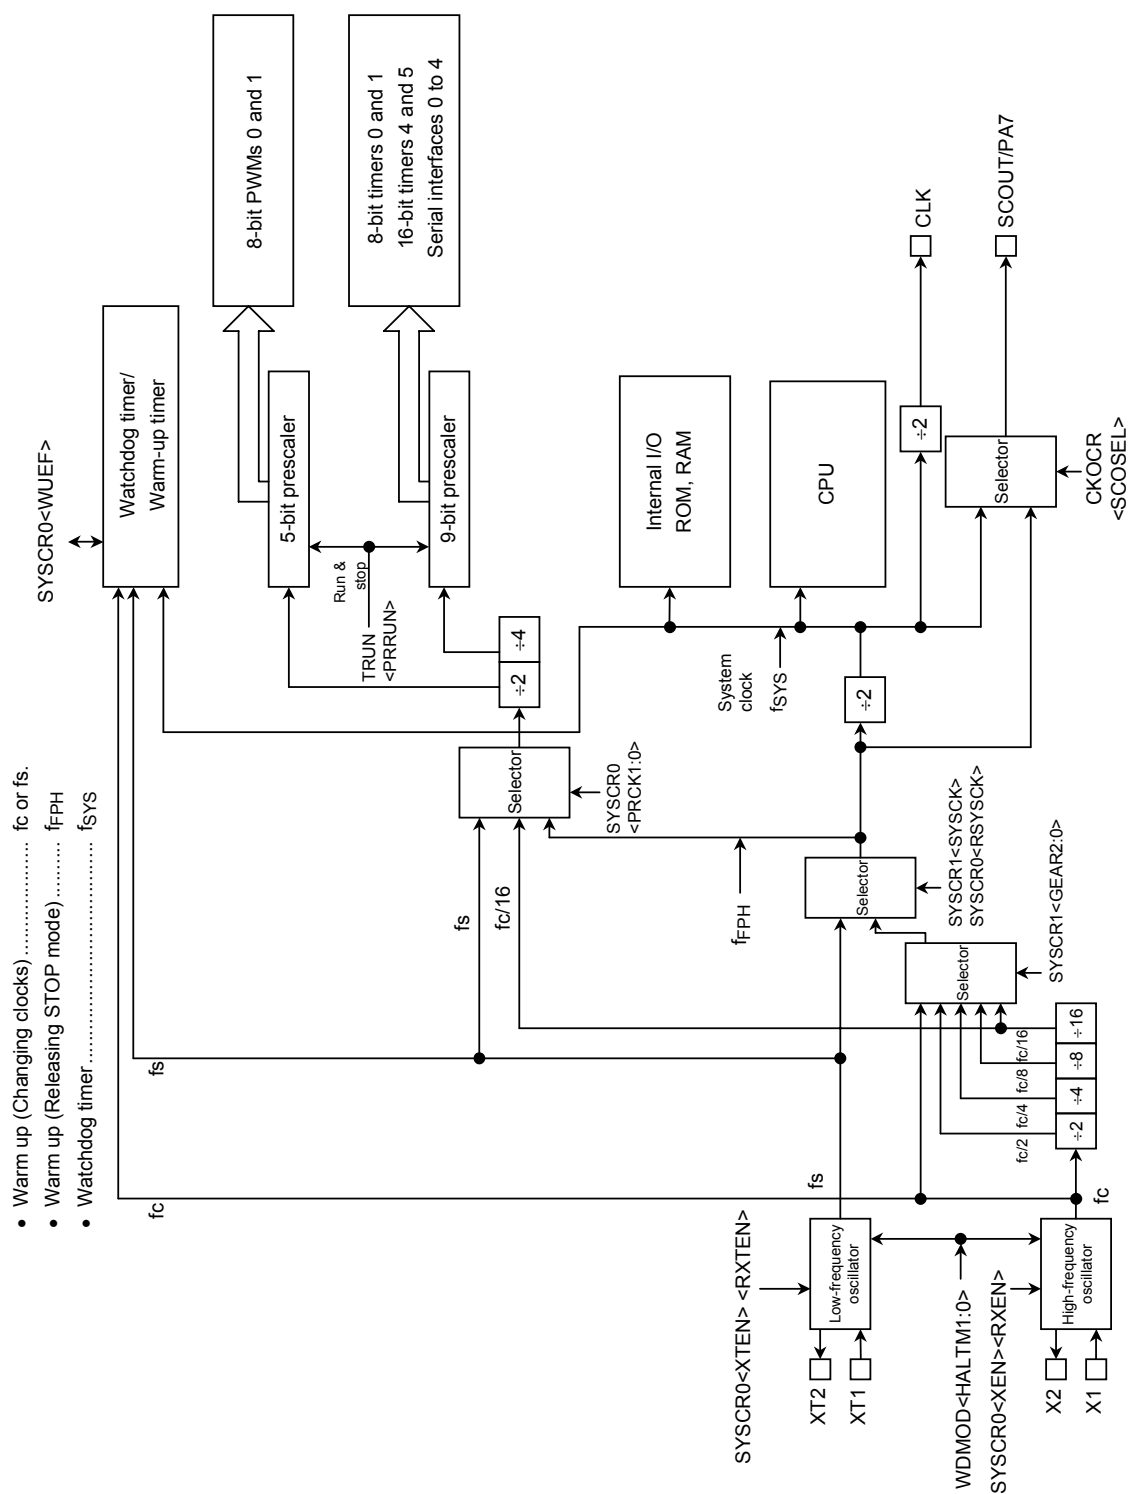 • Warm up (Changing clocks) ........................ fc or fs.
• Warm up (Releasing STOP mode) ........... fFPH
• Watchdog timer ....................................... fSYS
SYSCR0<WUEF>
Watchdog timer/
Warm-up timer
8-bit PWMs 0 and 1
5-bit prescaler
Run &
stop
TRUN
<PRRUN>
8-bit timers 0 and 1
16-bit timers 4 and 5
Serial interfaces 0 to 4
9-bit prescaler
÷2
÷4
fc
fs
fs
fc/16
Selector
SYSCR0
<PRCK1:0>
Internal I/O
ROM, RAM
System
clock
fSYS
CPU
fFPH
÷2
÷2
CLK
SYSCR0<XTEN> <RXTEN>
XT2
XT1
Low-frequency
oscillator
fs
Selector
SYSCR1<SYSCK>
SYSCR0<RSYSCK>
Selector
SCOUT/PA7
CKOCR
<SCOSEL>
WDMOD<HALTM1:0>
SYSCR0<XEN><RXEN>
Selector
SYSCR1<GEAR2:0>
fc/2
fc/4
fc/8
fc/16
X2
X1
High-frequency
oscillator
fc
÷2
÷4
÷8
÷16